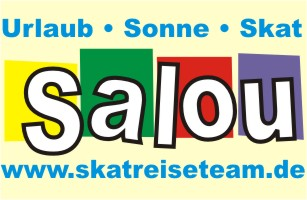 Urlaub • Sonne • Skat
Salou
www.skatreiseteam.de